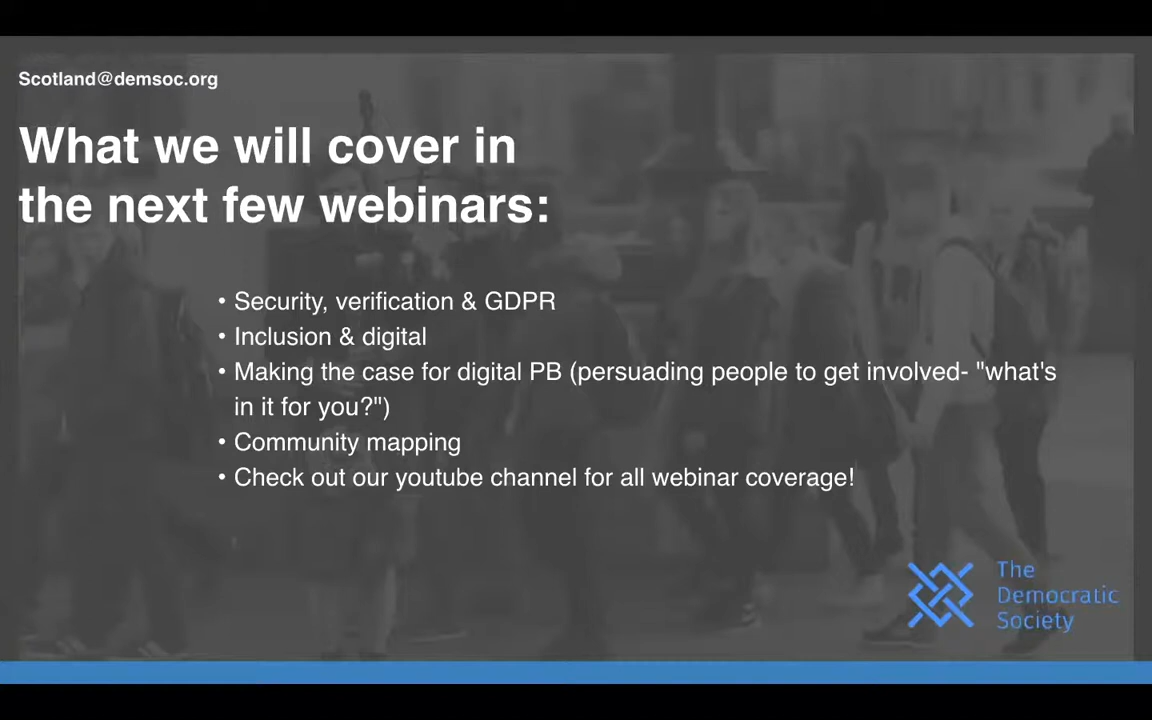 Scotland@demsoc.org
What we will cover in
the next few webinars:
• Security, verification & GDPR
• Inclusion & digital
• Making the case for digital PB (persuading people to get involved- "what's
in it for you?")
• Community mapping
• Check out our youtube channel for all webinar coverage!
The
Democratic
Society